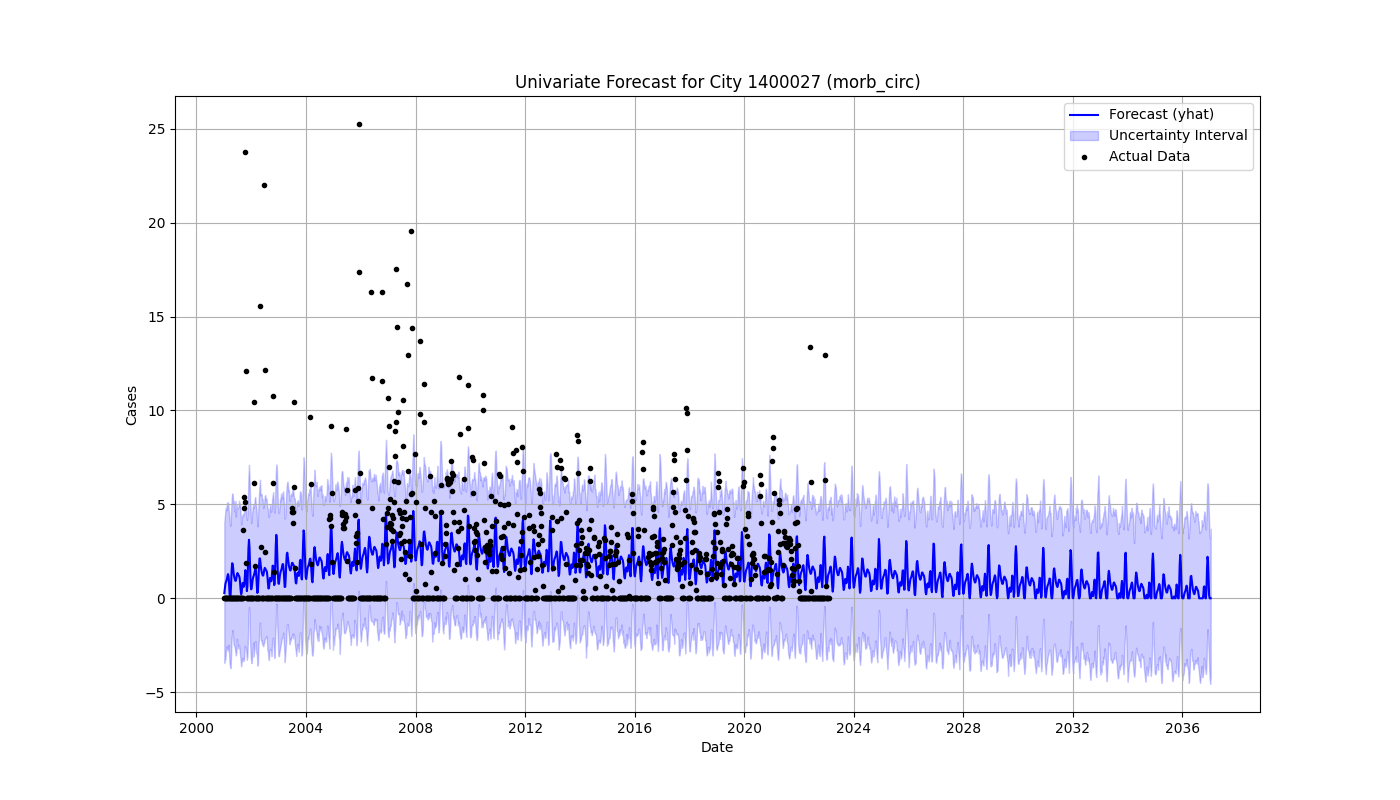 Univariate Forecast for City 1400027 (morb_circ)
Forecast (yhat)
Uncertainty Interval
Actual Data
25
20
15
10
5
0
−5
Cases
2000
2004
2008
2012
2016
2020
2024
2028
2032
2036
Date